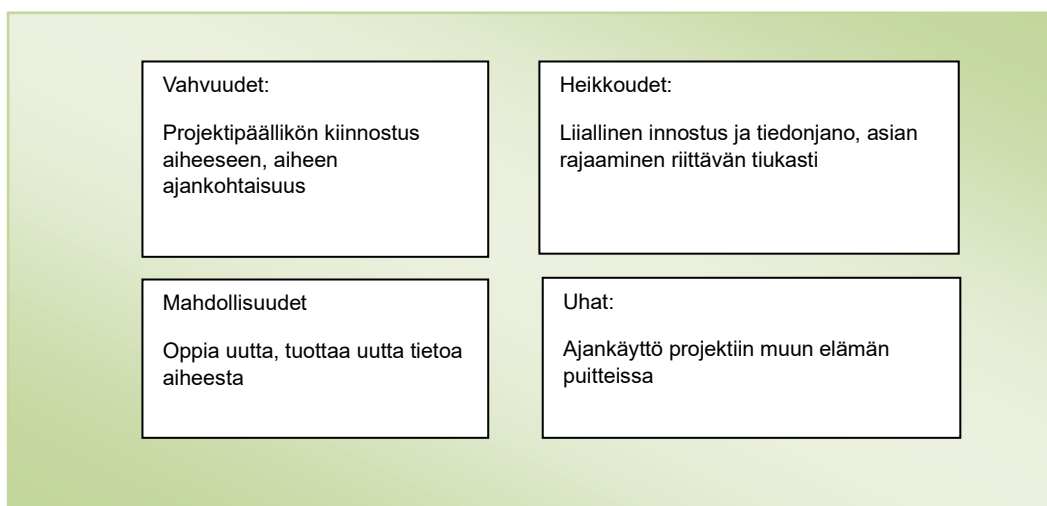 Vahvuudet:
Projektipäällikön kiinnostus
aiheeseen, aiheen
ajankohtaisuus
Heikkoudet:
Liiallinen innostus ja tiedonjano, asian
rajaaminen riittävän tiukasti
Mahdollisuudet
Oppia uutta, tuottaa uutta tietoa
aiheesta
Uhat:
Ajankäyttö projektiin muun elämän
puitteissa